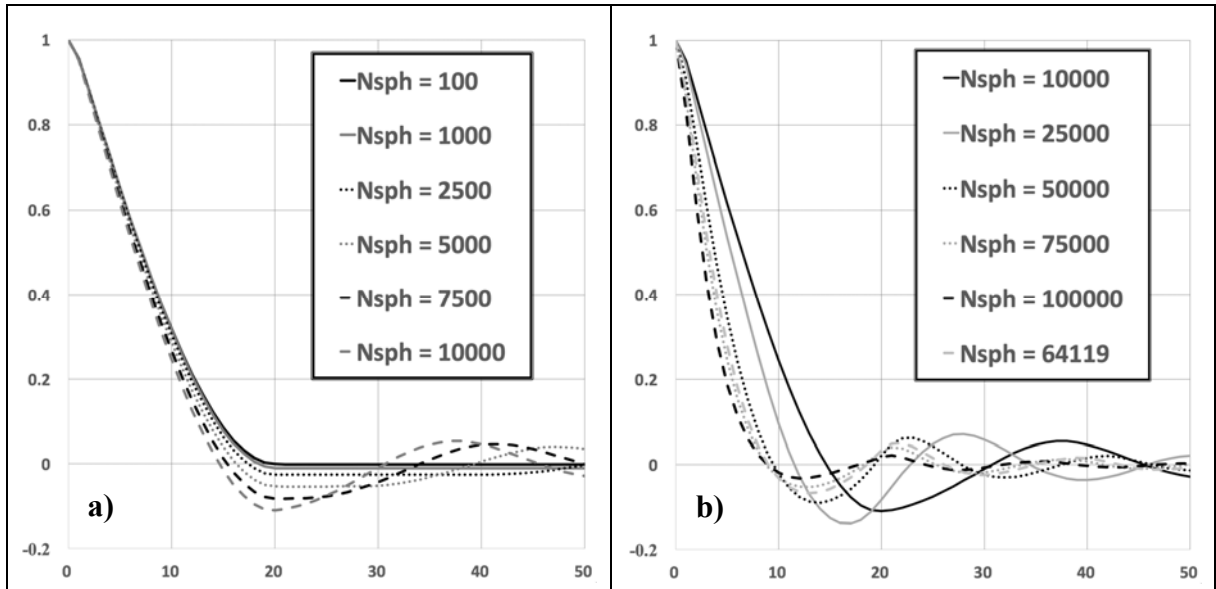 1
0.8
0.6
0.4
0.2
0
-0.2
0 10 20 30 40 50
Nsph = 100
Nsph = 1000
Nsph = 2500
Nsph = 5000
Nsph = 7500
Nsph = 10000
a)
1
0.8
0.6
0.4
0.2
0
-0.2
0 10 20 30 40 50
Nsph = 10000
Nsph = 25000
Nsph = 50000
Nsph = 75000
Nsph = 100000
Nsph = 64119
b)